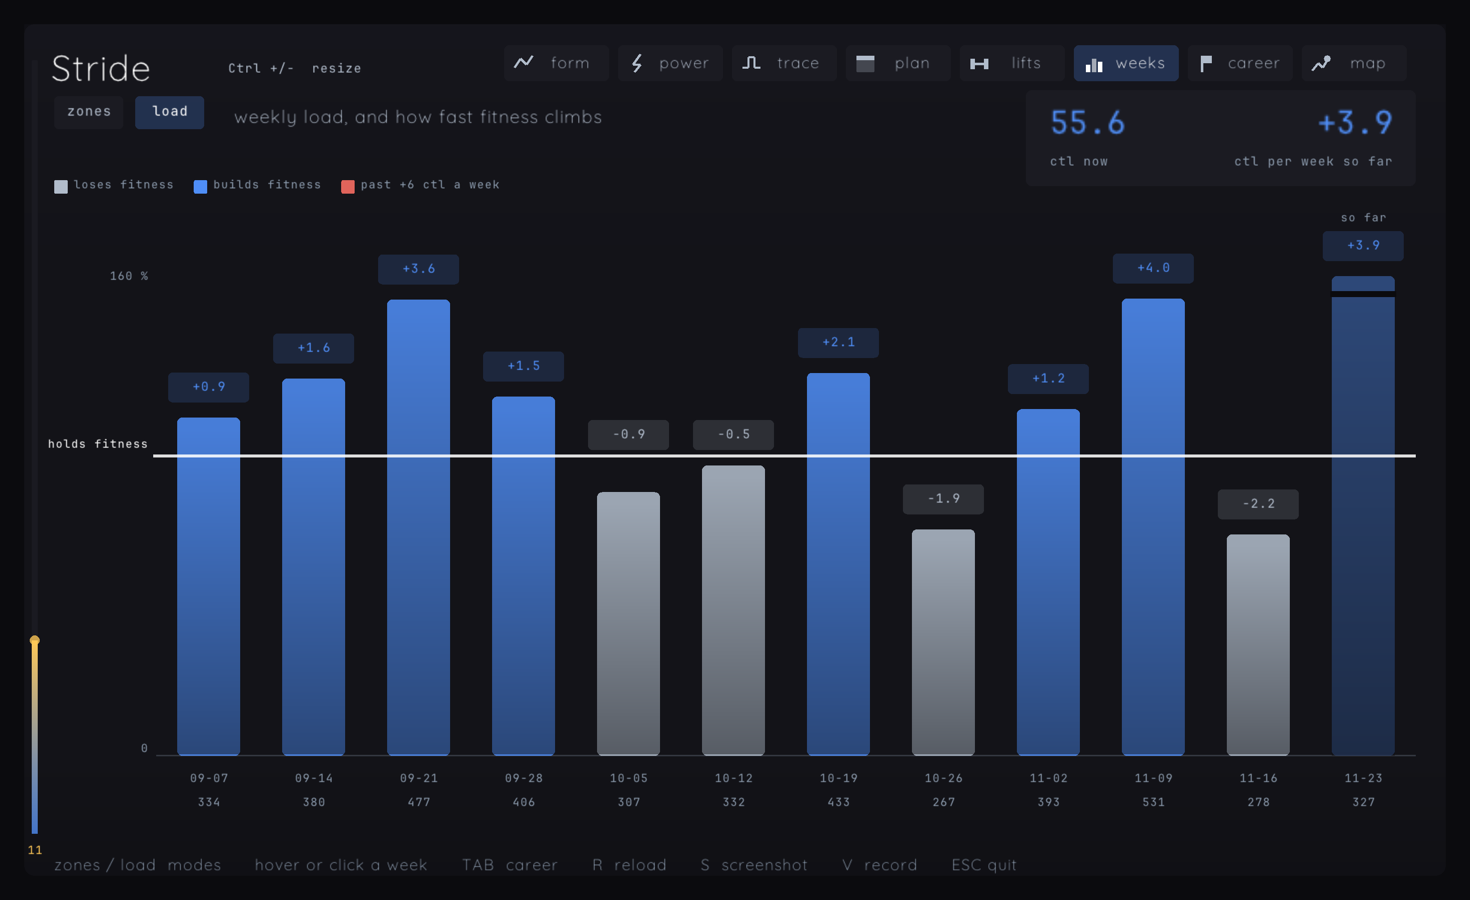 Stride
Ctrl +/- resize
form
power
trace
plan
lifts
weeks
career
map
zones
load
weekly load, and how fast fitness climbs
55.6
+3.9
ctl now
ctl per week so far
loses fitness
builds fitness
past +6 ctl a week
so far
+3.9
160 %
+3.6
+4.0
+1.6
+2.1
+1.5
+1.2
+0.9
-0.9
-0.5
holds fitness
-1.9
-2.2
0
09-07 09-14 09-21 09-28 10-05 10-12 10-19 10-26 11-02 11-09 11-16 11-23
334 380 477 406 307 332 433 267 393 531 278 327
11
zones / load modes hover or click a week TAB career R reload S screenshot V record ESC quit